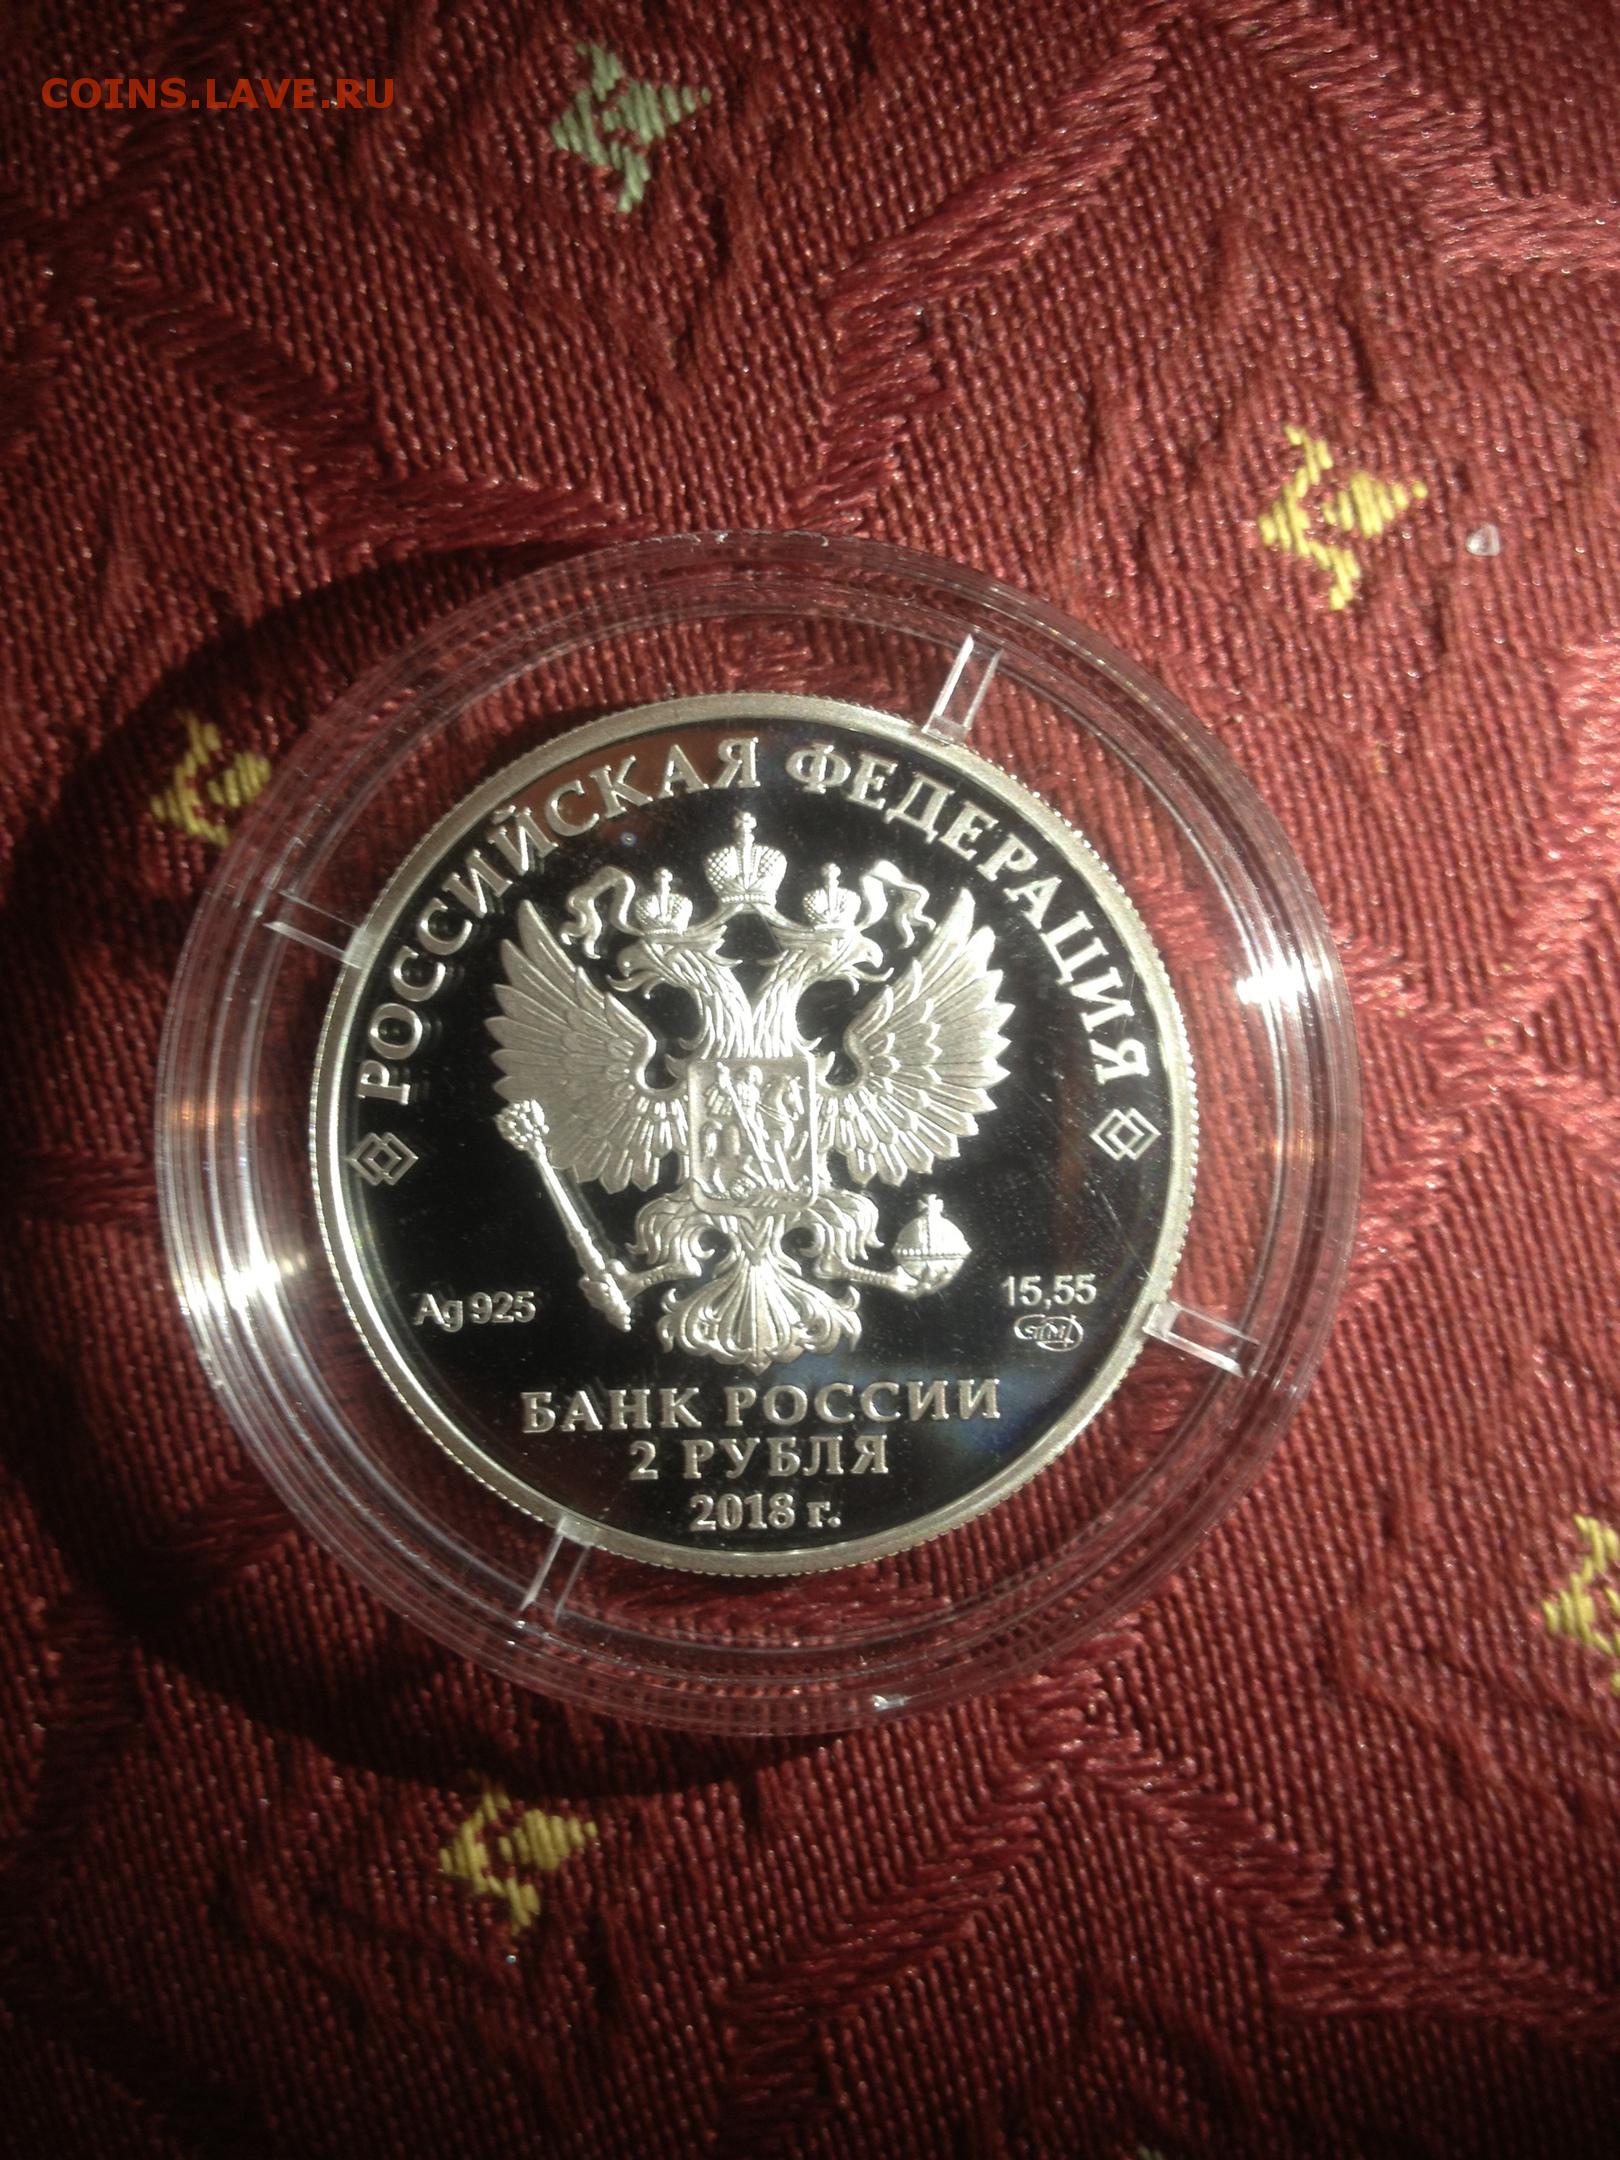 COINS.LAVE.RU
РОССИЙСКАЯ ФЕДЕРАЦИЯ
Ag 925
15,55
БАНК РОССИИ
2 РУБЛЯ
2018 г.